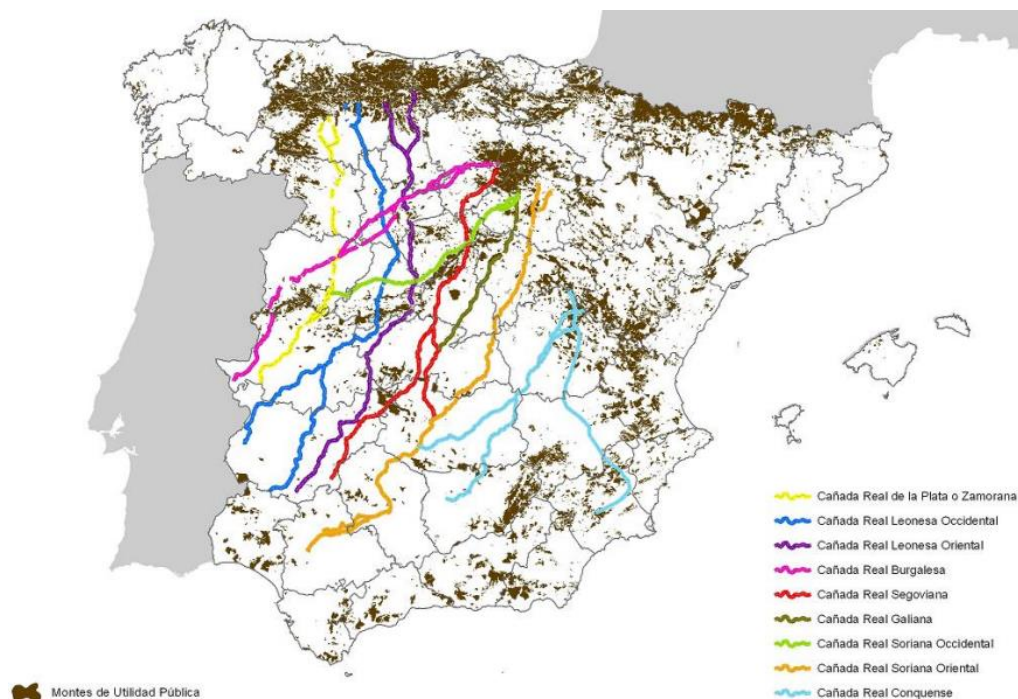 Cañada Real de la Plata o Zamorana
Cañada Real Leonesa Occidental
Cañada Real Leonesa Oriental
Cañada Real Burgalesa
Cañada Real Segoviana
Cañada Real Galiana
Cañada Real Soriana Occidental
Cañada Real Soriana Oriental
Cañada Real Conquense
Montes de Utilidad Pública